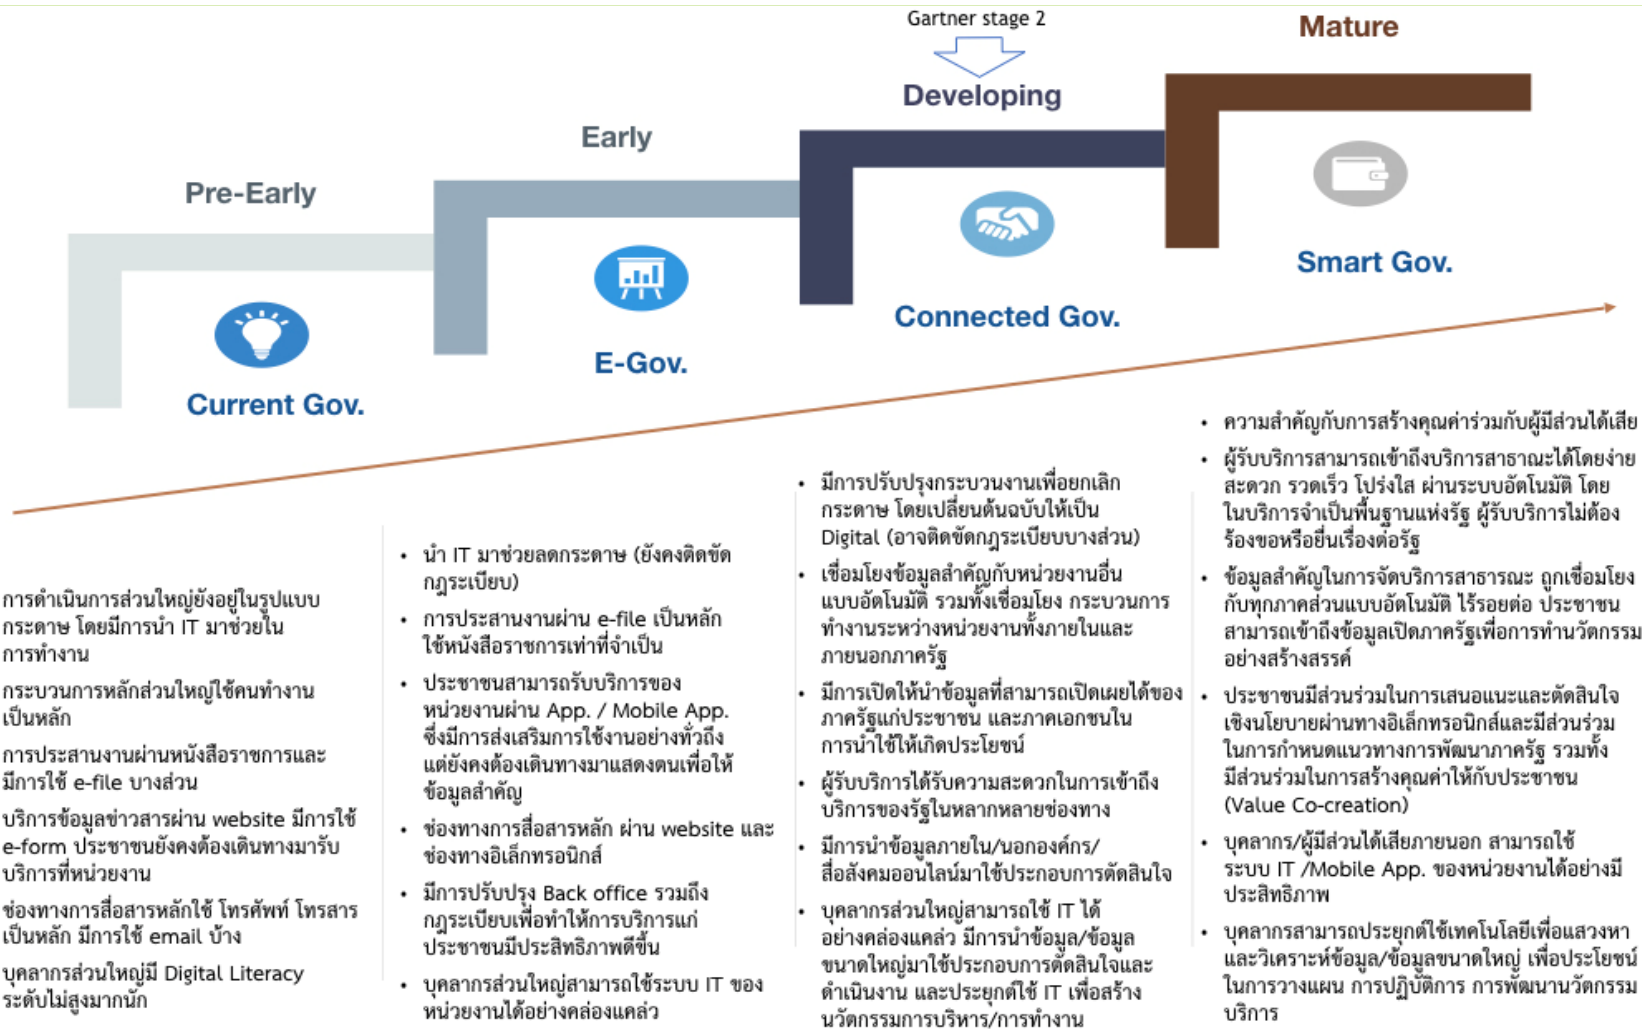 Gartner stage 2
Mature
Developing
Early
Pre-Early
Smart Gov.
Connected Gov.
E-Gov.
Current Gov.
การดำเนินการส่วนใหญ่ยังอยู่ในรูปแบบ
กระดาษ โดยมีการนำ IT มาช่วยใน
การทำงาน
กระบวนการหลักส่วนใหญ่ใช้คนทำงาน
เป็นหลัก
การประสานงานผ่านหนังสือราชการและ
มีการใช้ e-file บางส่วน
บริการข้อมูลข่าวสารผ่าน website มีการใช้
e-form ประชาชนยังคงต้องเดินทางมารับ
บริการที่หน่วยงาน
ช่องทางการสื่อสารหลักใช้ โทรศัพท์ โทรสาร
เป็นหลัก มีการใช้ email บ้าง
บุคลากรส่วนใหญ่มี Digital Literacy
ระดับไม่สูงมากนัก
• นำ IT มาช่วยลดกระดาษ (ยังคงติดขัด
กฎระเบียบ)
• การประสานงานผ่าน e-file เป็นหลัก
ใช้หนังสือราชการเท่าที่จำเป็น
• ประชาชนสามารถรับบริการของ
หน่วยงานผ่าน App. / Mobile App.
ซึ่งมีการส่งเสริมการใช้งานอย่างทั่วถึง
แต่ยังคงต้องเดินทางมาแสดงตนเพื่อให้
ข้อมูลสำคัญ
• ช่องทางการสื่อสารหลัก ผ่าน website และ
ช่องทางอิเล็กทรอนิกส์
• มีการปรับปรุง Back office รวมถึง
กฎระเบียบเพื่อทำให้การบริการแก่
ประชาชนมีประสิทธิภาพดีขึ้น
• บุคลากรส่วนใหญ่สามารถใช้ระบบ IT ของ
หน่วยงานได้อย่างคล่องแคล่ว
• มีการปรับปรุงกระบวนงานเพื่อยกเลิก
กระดาษ โดยเปลี่ยนต้นฉบับให้เป็น
Digital (อาจติดขัดกฎระเบียบบางส่วน)
• เชื่อมโยงข้อมูลสำคัญกับหน่วยงานอื่น
แบบอัตโนมัติ รวมทั้งเชื่อมโยง กระบวนการ
ทำงานระหว่างหน่วยงานทั้งภายในและ
ภายนอกภาครัฐ
• มีการเปิดให้นำข้อมูลที่สามารถเปิดเผยได้ของ
ภาครัฐแก่ประชาชน และภาคเอกชนใน
การนำใช้ให้เกิดประโยชน์
• ผู้รับบริการได้รับความสะดวกในการเข้าถึง
บริการของรัฐในหลากหลายช่องทาง
• มีการนำข้อมูลภายใน/นอกองค์กร/
สื่อสังคมออนไลน์มาใช้ประกอบการตัดสินใจ
• บุคลากรส่วนใหญ่สามารถใช้ IT ได้
อย่างคล่องแคล่ว มีการนำข้อมูล/ข้อมูล
ขนาดใหญ่มาใช้ประกอบการตัดสินใจและ
ดำเนินงาน และประยุกต์ใช้ IT เพื่อสร้าง
นวัตกรรมการบริหาร/การทำงาน
• ความสำคัญกับการสร้างคุณค่าร่วมกับผู้มีส่วนได้เสีย
• ผู้รับบริการสามารถเข้าถึงบริการสาธาณะได้โดยง่าย
สะดวก รวดเร็ว โปร่งใส ผ่านระบบอัตโนมัติ โดย
ในบริการจำเป็นพื้นฐานแห่งรัฐ ผู้รับบริการไม่ต้อง
ร้องขอหรือยื่นเรื่องต่อรัฐ
• ข้อมูลสำคัญในการจัดบริการสาธารณะ ถูกเชื่อมโยง
กับทุกภาคส่วนแบบอัตโนมัติ ไร้รอยต่อ ประชาชน
สามารถเข้าถึงข้อมูลเปิดภาครัฐเพื่อการทำนวัตกรรม
อย่างสร้างสรรค์
• ประชาชนมีส่วนร่วมในการเสนอแนะและตัดสินใจ
เชิงนโยบายผ่านทางอิเล็กทรอนิกส์และมีส่วนร่วม
ในการกำหนดแนวทางการพัฒนาภาครัฐ รวมทั้ง
มีส่วนร่วมในการสร้างคุณค่าให้กับประชาชน
(Value Co-creation)
• บุคลากร/ผู้มีส่วนได้เสียภายนอก สามารถใช้
ระบบ IT /Mobile App. ของหน่วยงานได้อย่างมี
ประสิทธิภาพ
• บุคลากรสามารถประยุกต์ใช้เทคโนโลยีเพื่อแสวงหา
และวิเคราะห์ข้อมูล/ข้อมูลขนาดใหญ่ เพื่อประโยชน์
ในการวางแผน การปฏิบัติการ การพัฒนานวัตกรรม
บริการ